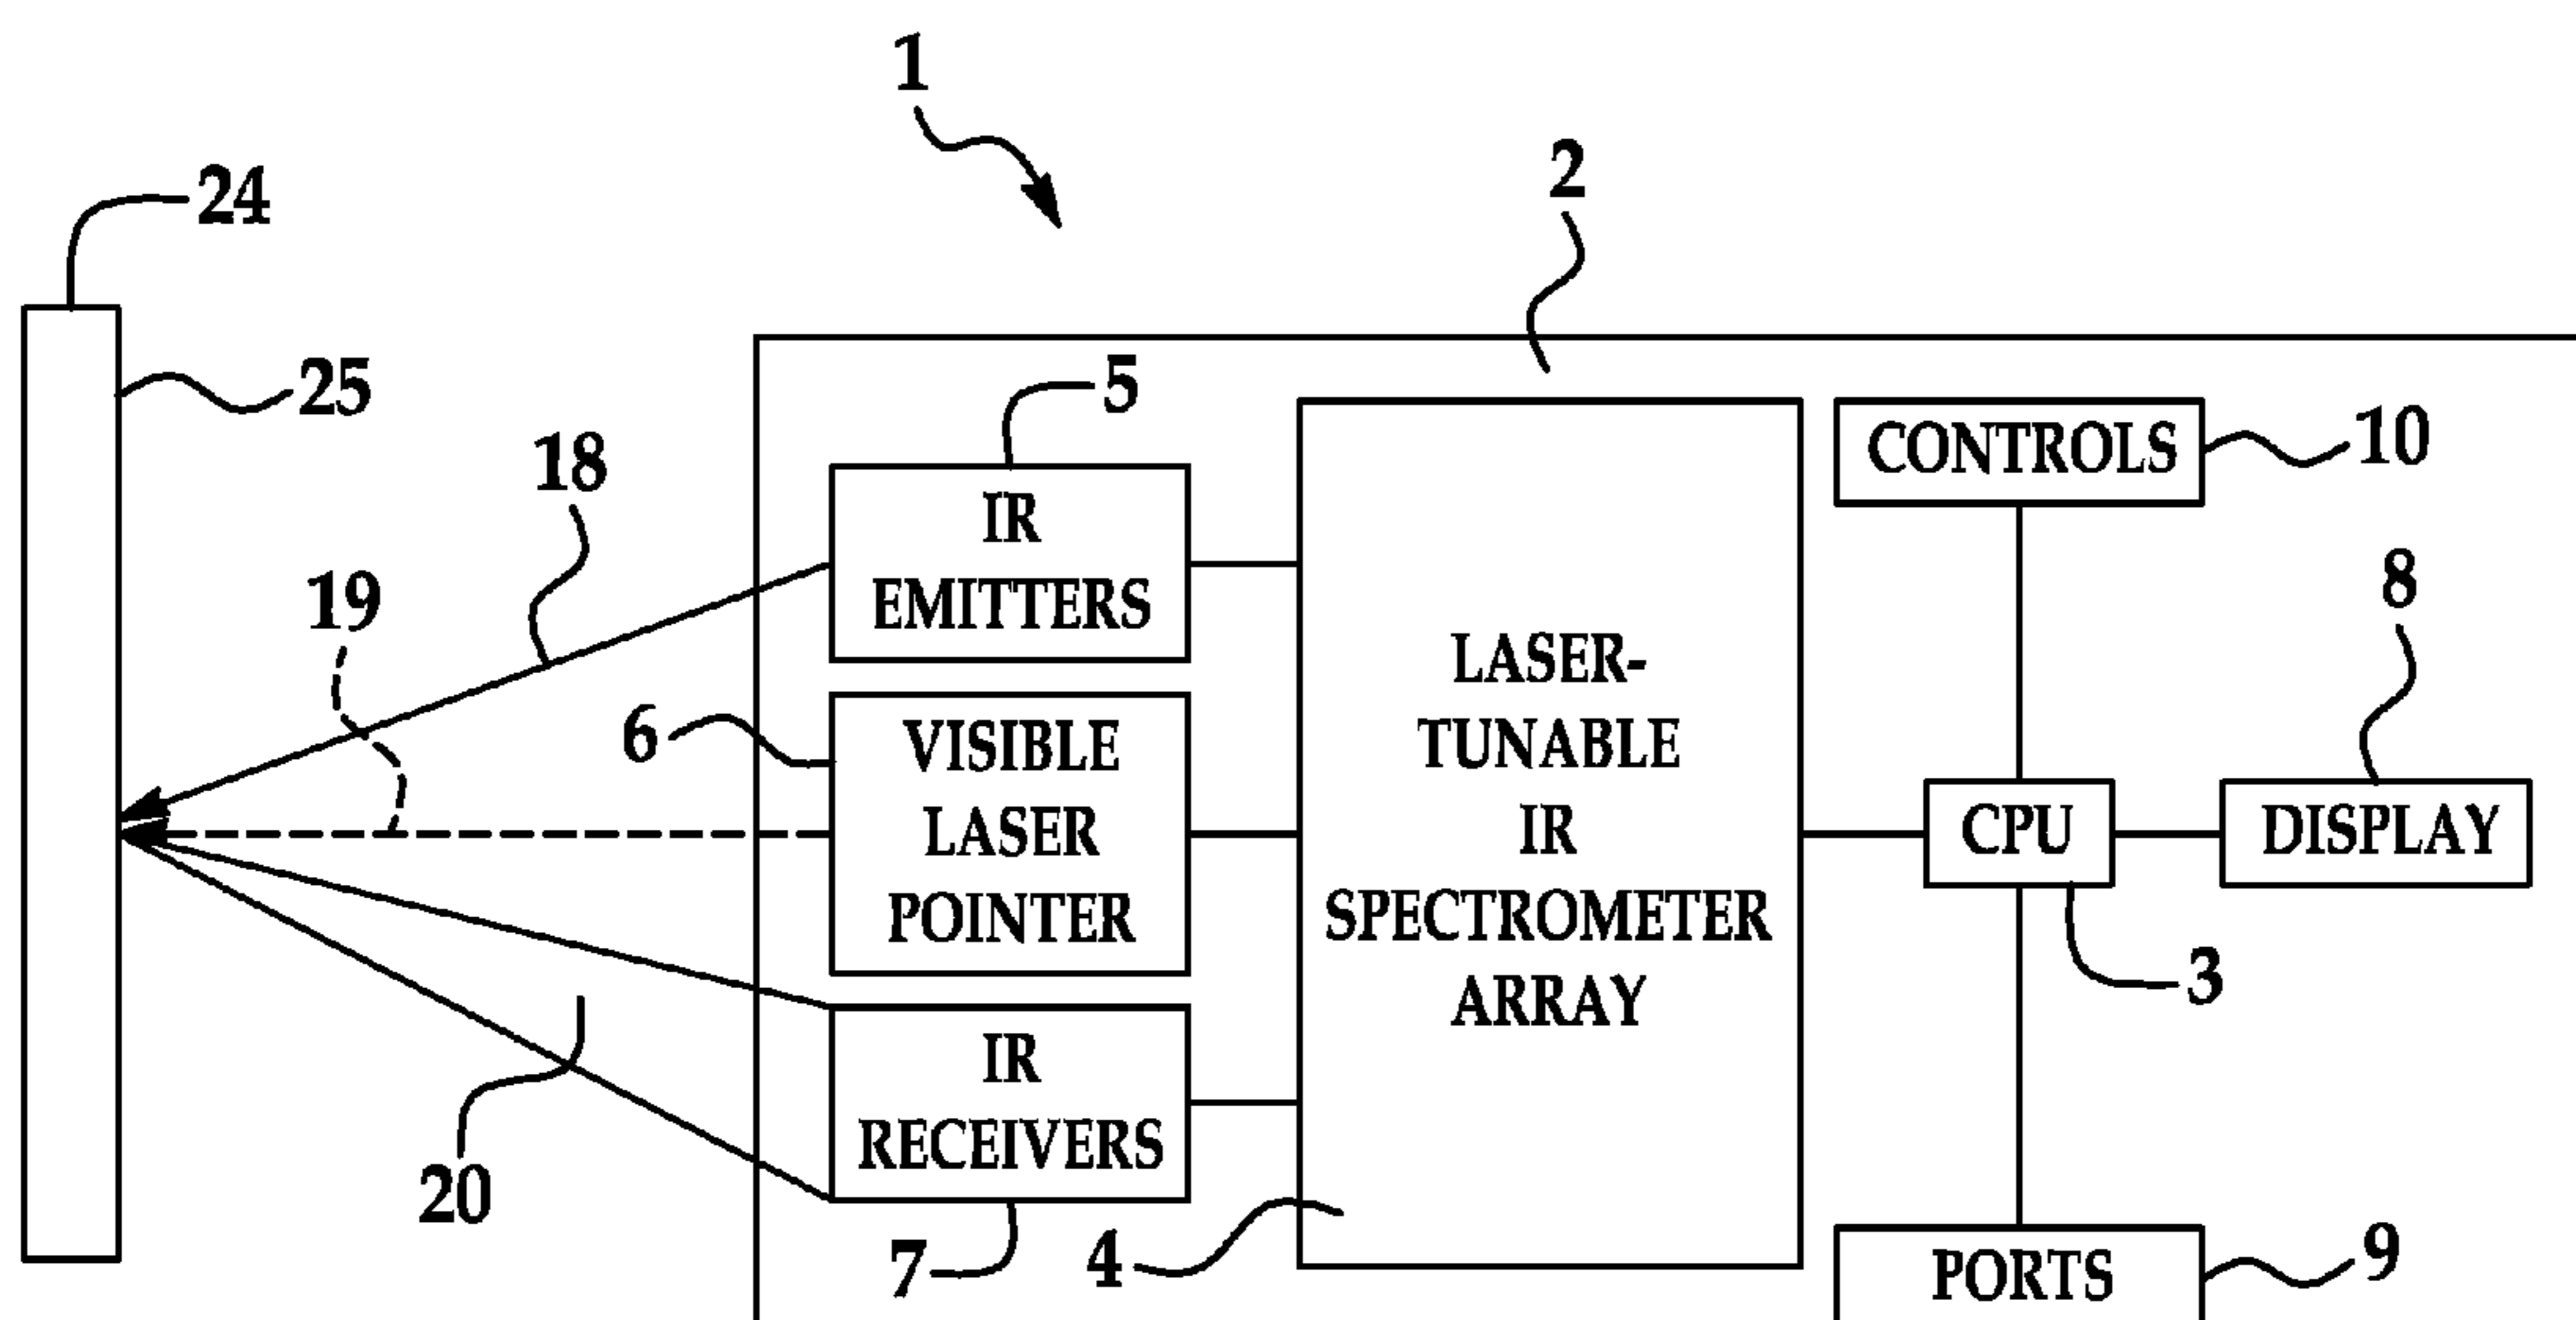 1
2
24
25
5
10
18
CONTROLS
IR
EMITTERS
8
19
6
VISIBLE
LASER
POINTER
LASER-
TUNABLE
IR
SPECTROMETER
ARRAY
CPU
DISPLAY
3
IR
RECEIVERS
20
7
4
PORTS
9